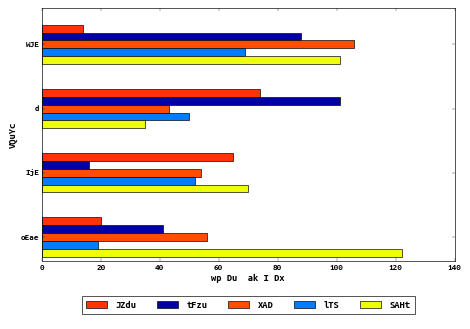 WJE
d
IjE
oEae
VQuYc
0 20 40 60 80 100 120 140
wp Du ak I Dx
JZdu tFzu XAD lTS SAHt